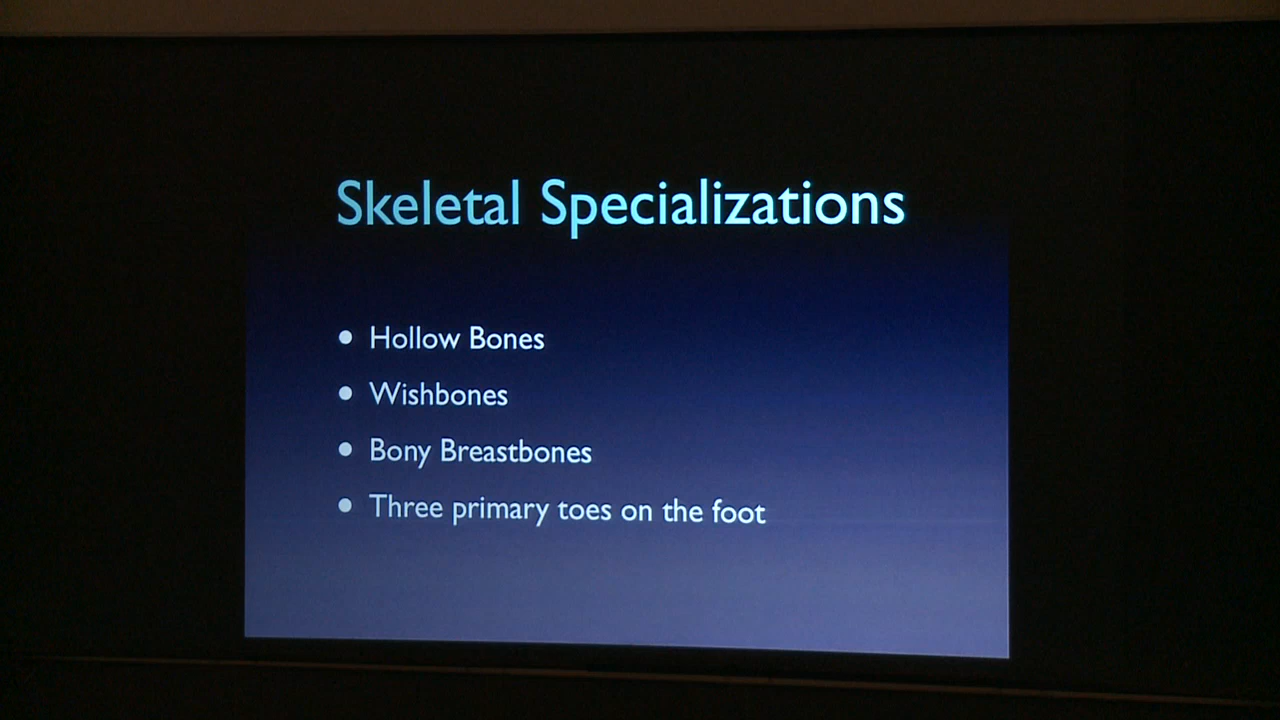 Skeletal Specializations
• Hollow Bones
• Wishbones
• Bony Breastbones
• Three primary toes on the foot